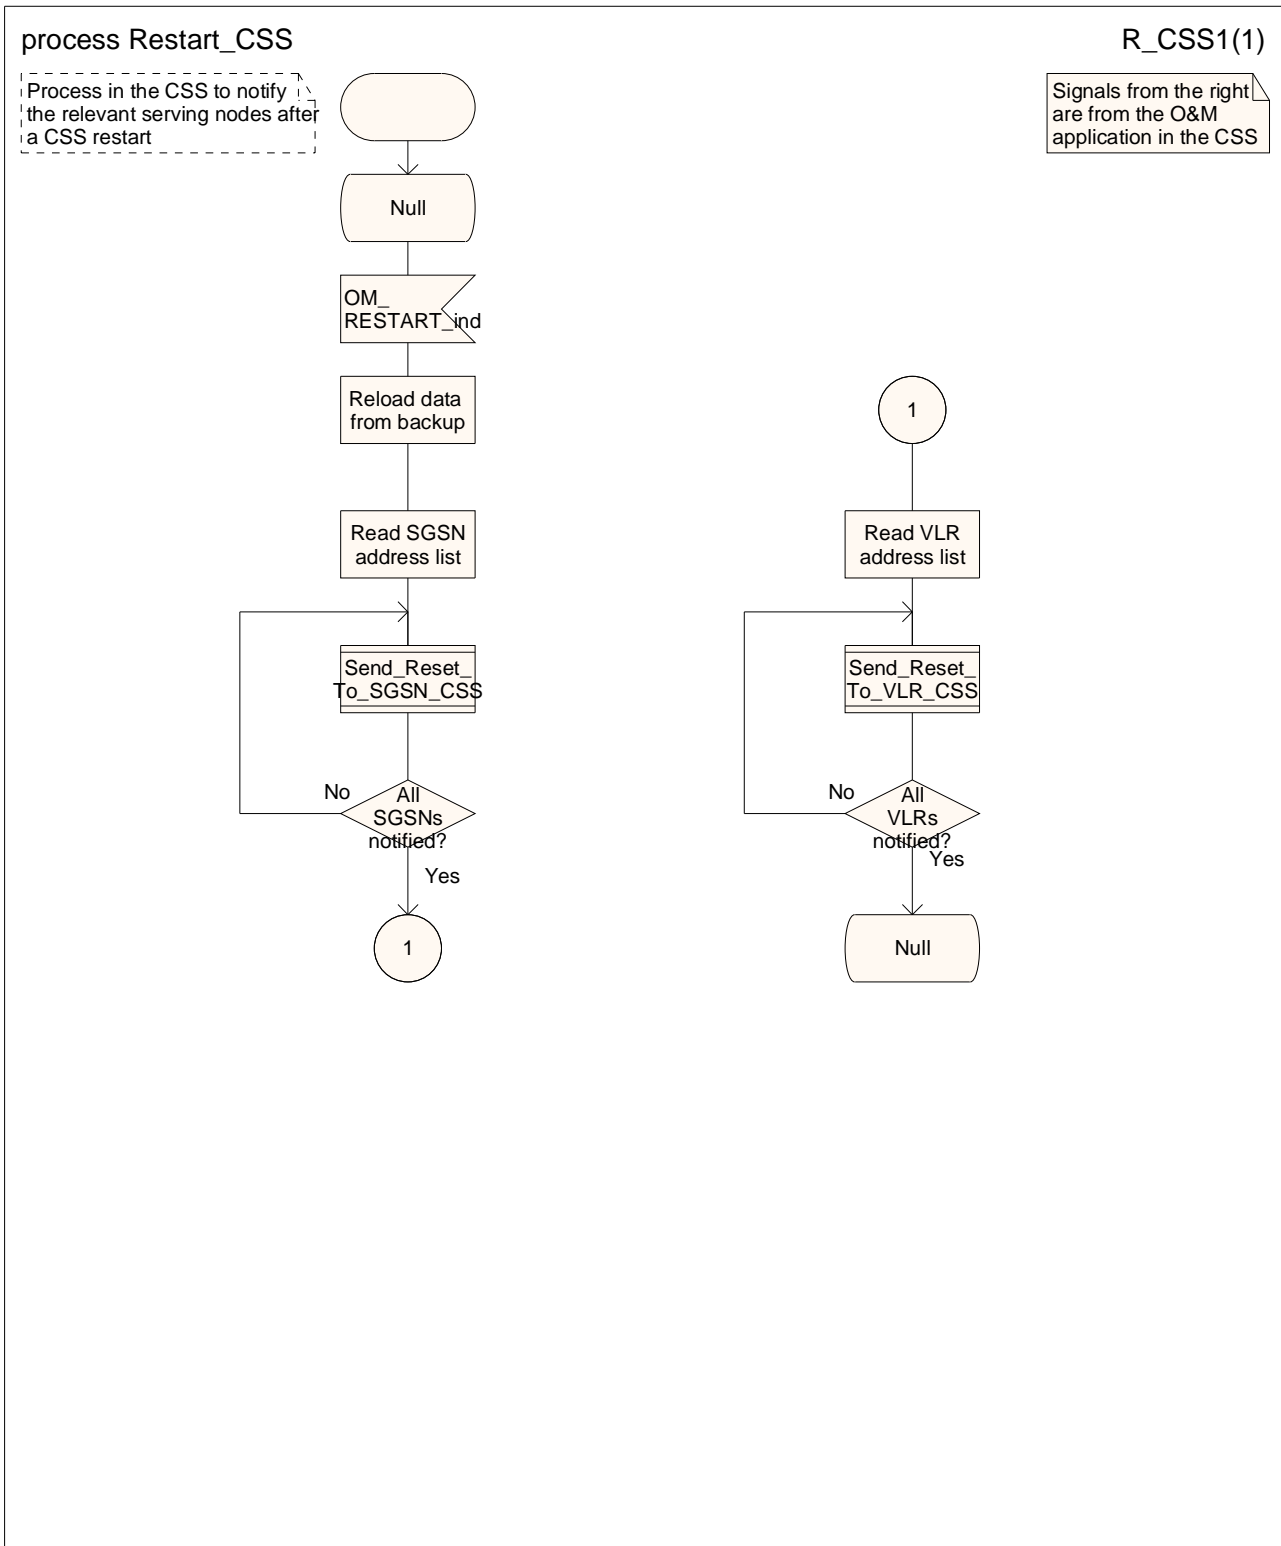 process Restart_CSS
R_CSS1(1)
Process in the CSS to notify
the relevant serving nodes after
a CSS restart
Signals from the right
are from the O&M
application in the CSS
Null
OM_
RESTART_ind
Reload data
from backup
Read SGSN
address list
Send_Reset_
To_SGSN_CSS
No
All
SGSNs
notified?
Yes
1
1
Read VLR
address list
Send_Reset_
To_VLR_CSS
No
All
VLRs
notified?
Yes
Null